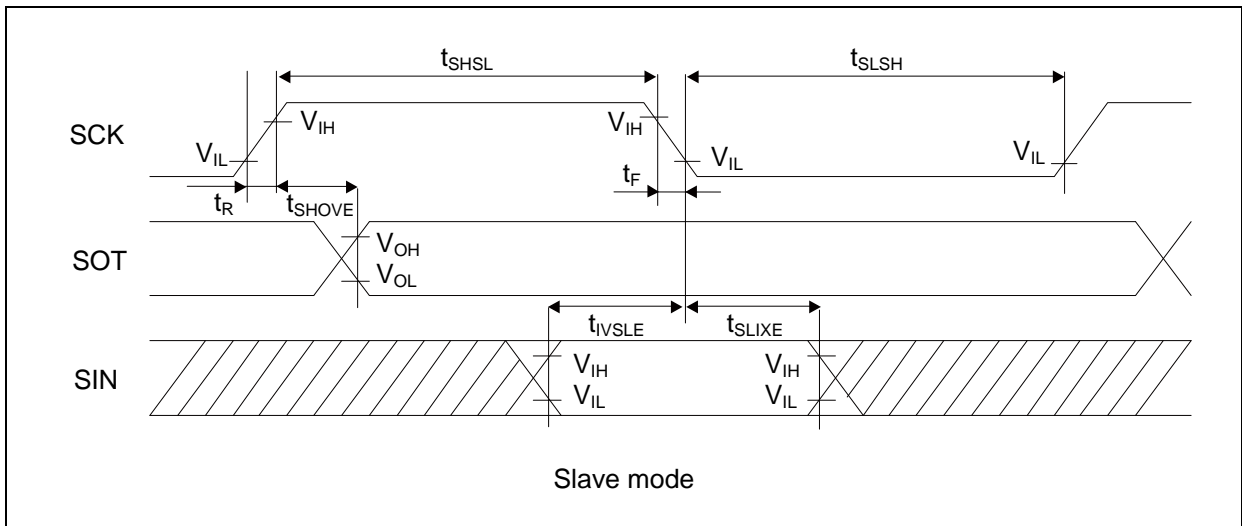 tSHSL
tSLSH
SCK
VIH
VIH
VIL
VIL
VIL
tF
tR
tSHOVE
SOT
VOH
VOL
tIVSLE
tSLIXE
SIN
VIH
VIH
VIL
VIL
Slave mode